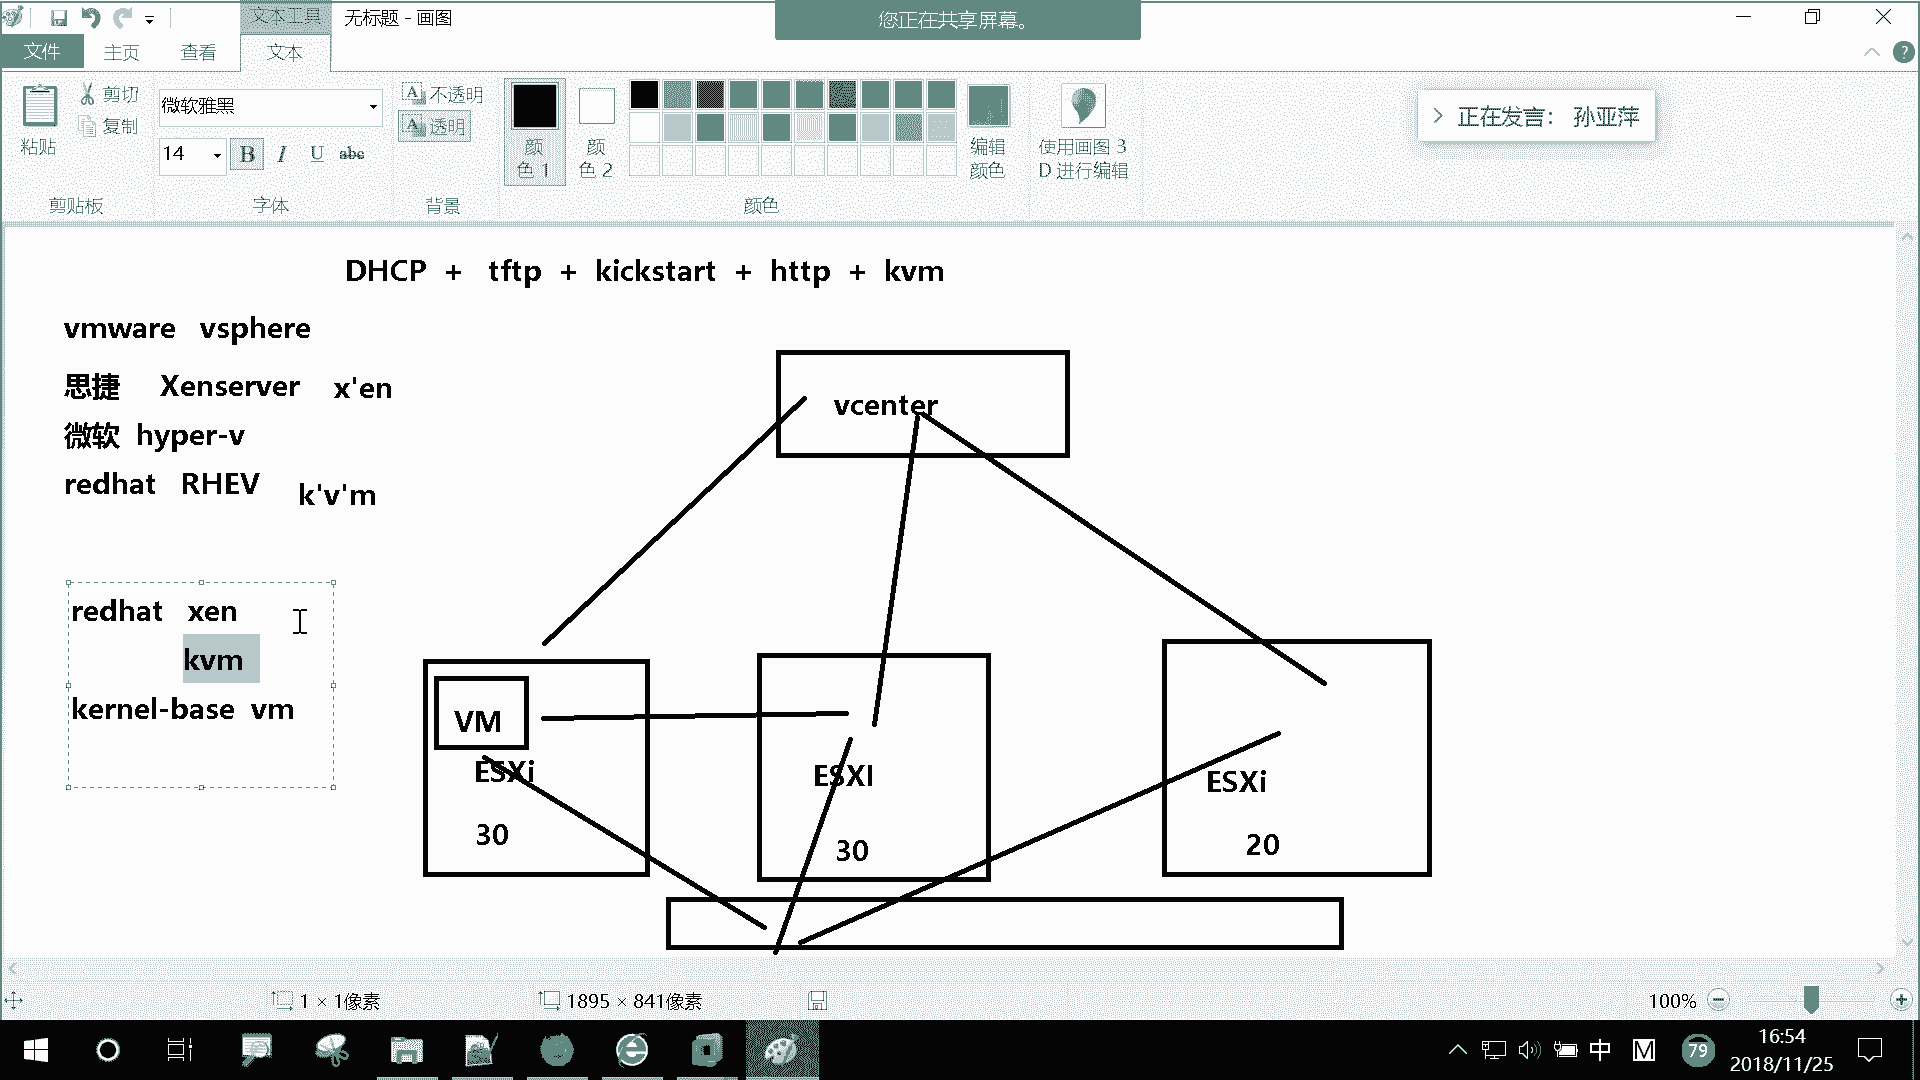 文本工具 无标题 - 画图
您正在共享屏幕。
文件 主页 查看 文本
粘贴
剪切
复制
剪贴板
微软雅黑
14 B I U abc
字体
A 不透明
A 透明
背景
颜
色 1
颜
色 2
颜色
编辑
颜色
使用画图 3
D 进行编辑
正在发言： 孙亚萍
DHCP + tftp + kickstart + http + kvm
vmware vsphere
思捷 Xenserver x'en
微软 hyper-v
redhat RHEV k'v'm
redhat xen
kvm
kernel-base vm
vcenter
VM
ESXi
30
ESXI
30
ESXi
20
1 × 1像素
1895 × 841像素
100%
中
M
79
16:54
2018/11/25